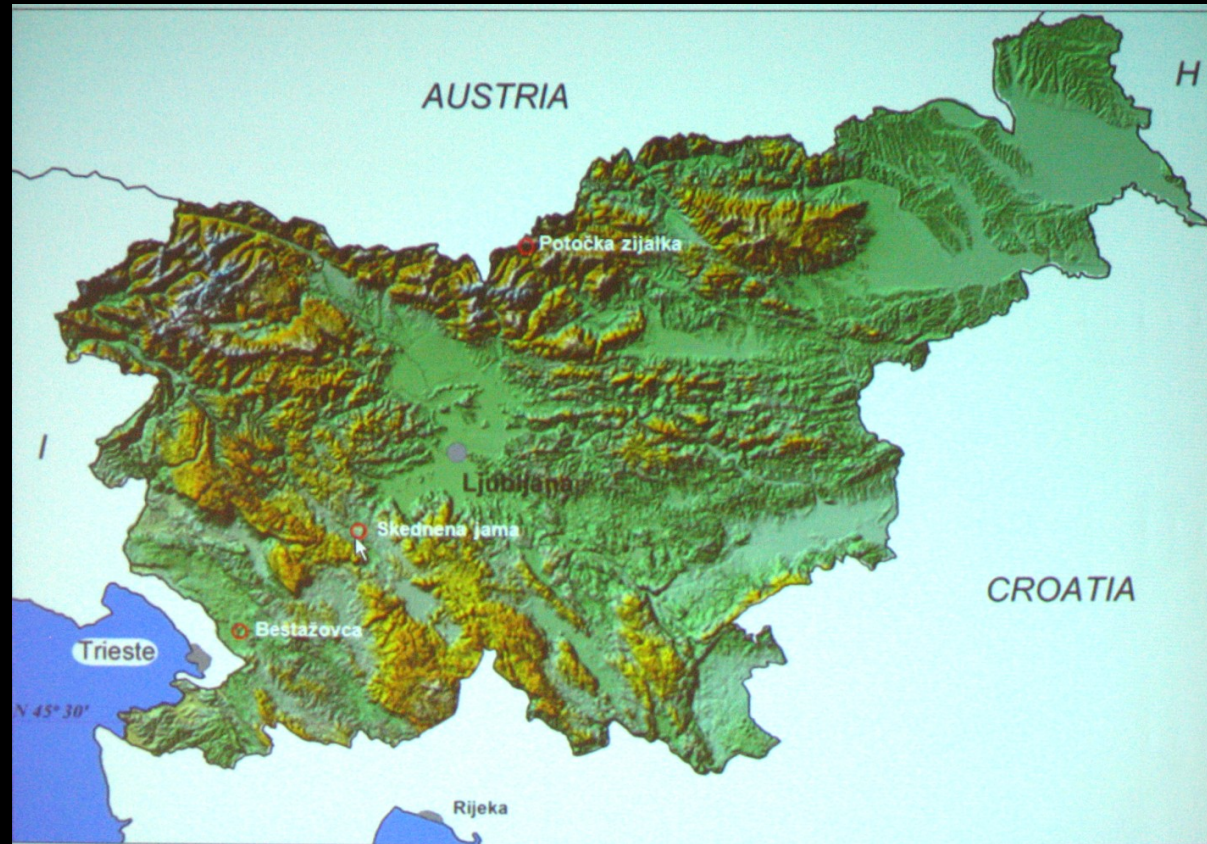 AUSTRIA
H
Potočka zijalka
I
Ljubljana
Skednena jama
CROATIA
Bestažovca
Trieste
N 45° 30'
Rijeka